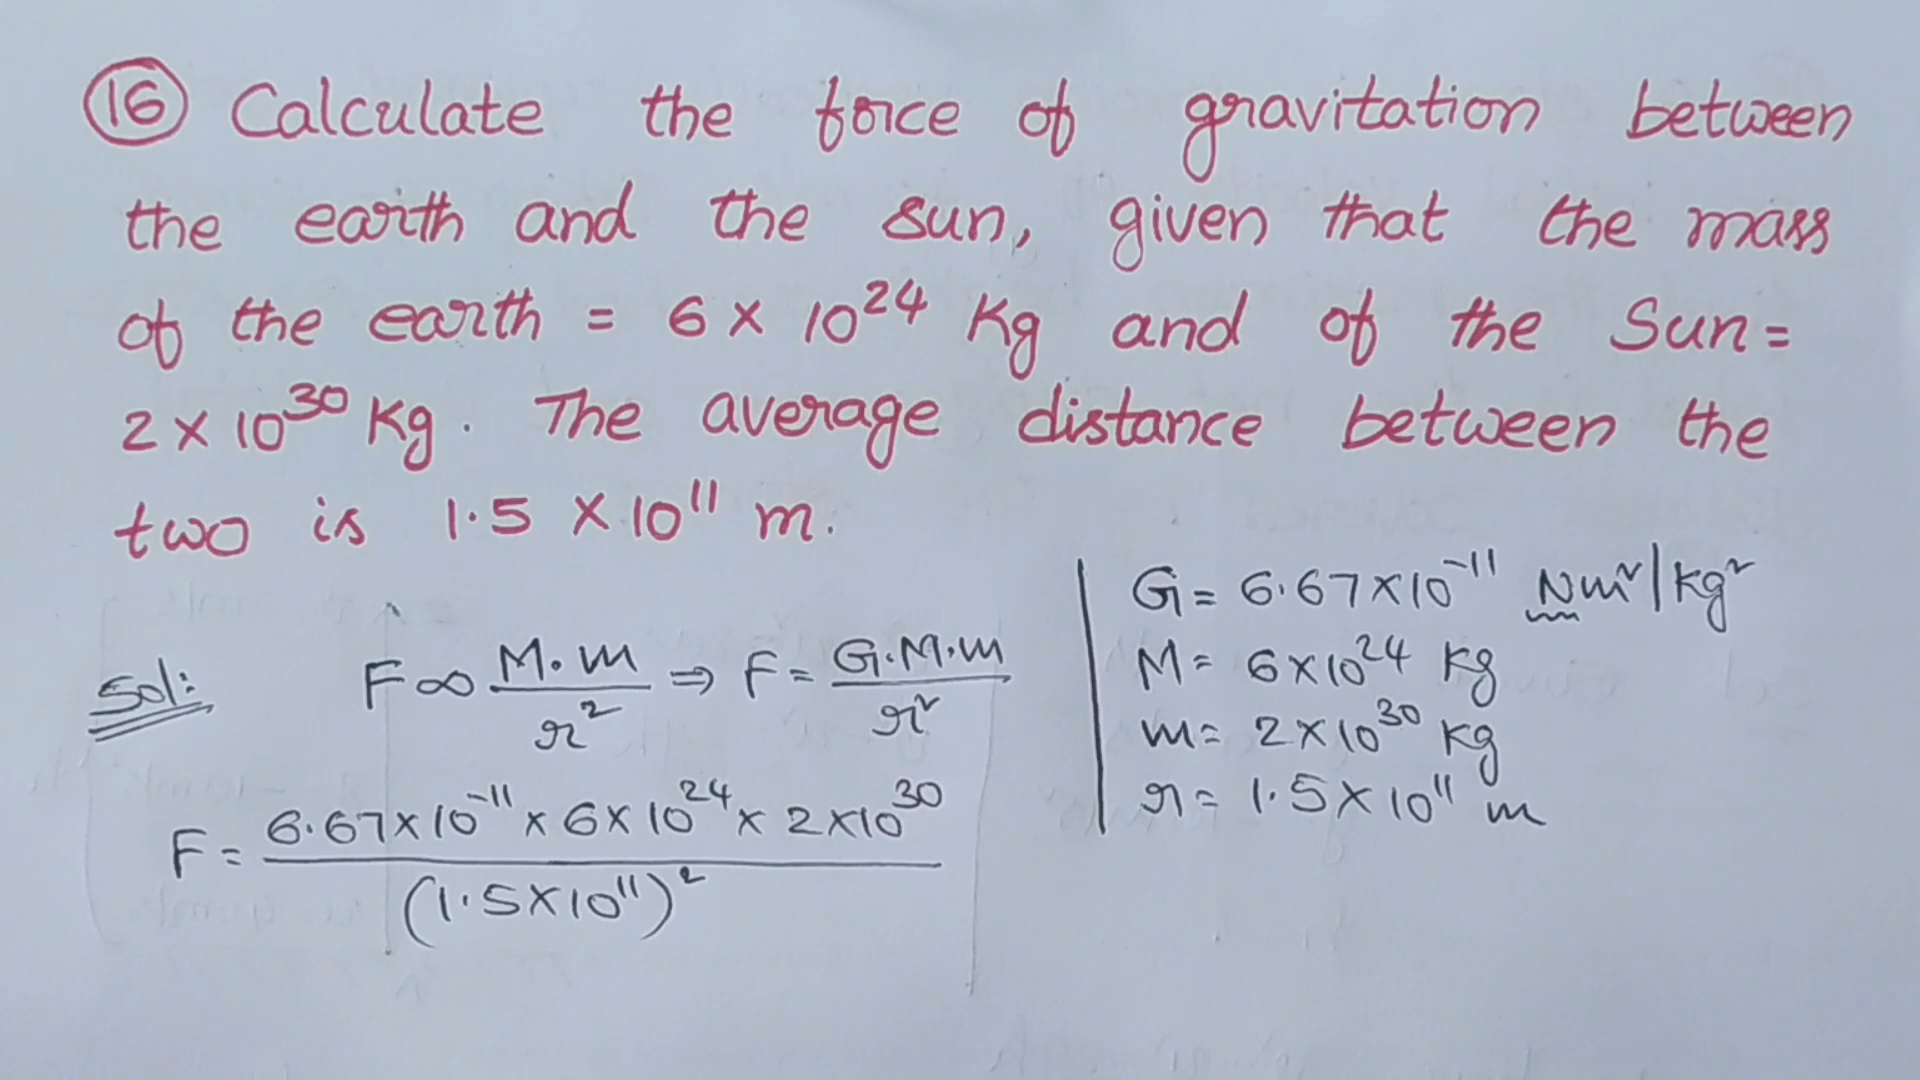 16 Calculate the force of gravitation between
the earth and the sun, given that the mass
of the earth = 6 × 10²⁴ Kg and of the Sun =
2 × 10³⁰ Kg. The average distance between the
two is 1.5 × 10¹¹ m.
Sol: F ∝ M.m / r² ⇒ F = G.M.m / r²
F = 6.67×10⁻¹¹ × 6×10²⁴ × 2×10³⁰ / (1.5×10¹¹)²
G = 6.67×10⁻¹¹ Nm²/kg²
M = 6×10²⁴ kg
m = 2×10³⁰ kg
r = 1.5×10¹¹ m